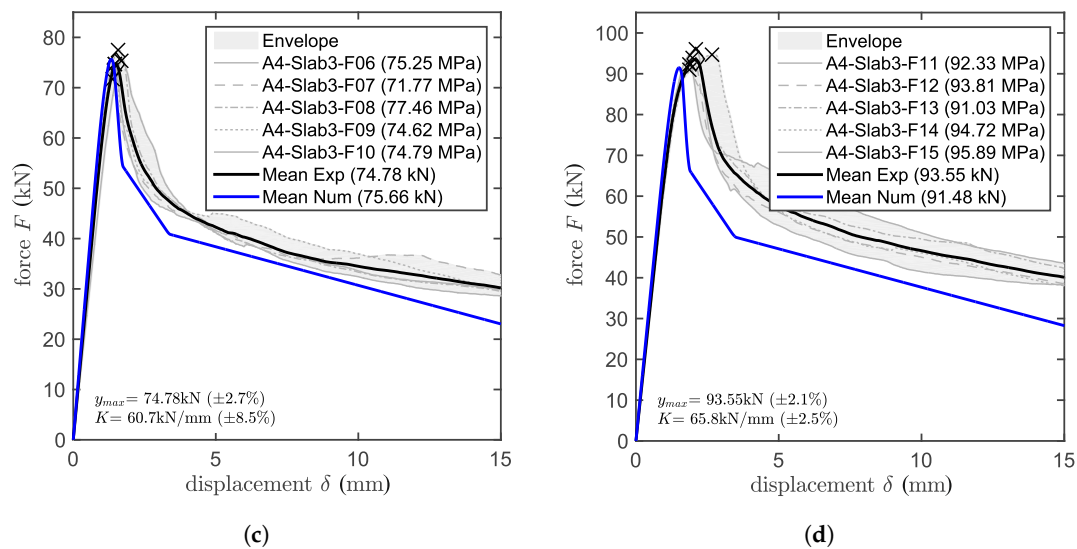 80
70
60
50
40
30
20
10
0
force F (kN)
Envelope
A4-Slab3-F06 (75.25 MPa)
A4-Slab3-F07 (71.77 MPa)
A4-Slab3-F08 (77.46 MPa)
A4-Slab3-F09 (74.62 MPa)
A4-Slab3-F10 (74.79 MPa)
Mean Exp (74.78 kN)
Mean Num (75.66 kN)
ymax= 74.78kN (±2.7%)
K= 60.7kN/mm (±8.5%)
0 5 10 15
displacement δ (mm)
(c)
100
90
80
70
60
50
40
30
20
10
0
force F (kN)
Envelope
A4-Slab3-F11 (92.33 MPa)
A4-Slab3-F12 (93.81 MPa)
A4-Slab3-F13 (91.03 MPa)
A4-Slab3-F14 (94.72 MPa)
A4-Slab3-F15 (95.89 MPa)
Mean Exp (93.55 kN)
Mean Num (91.48 kN)
ymax= 93.55kN (±2.1%)
K= 65.8kN/mm (±2.5%)
0 5 10 15
displacement δ (mm)
(d)